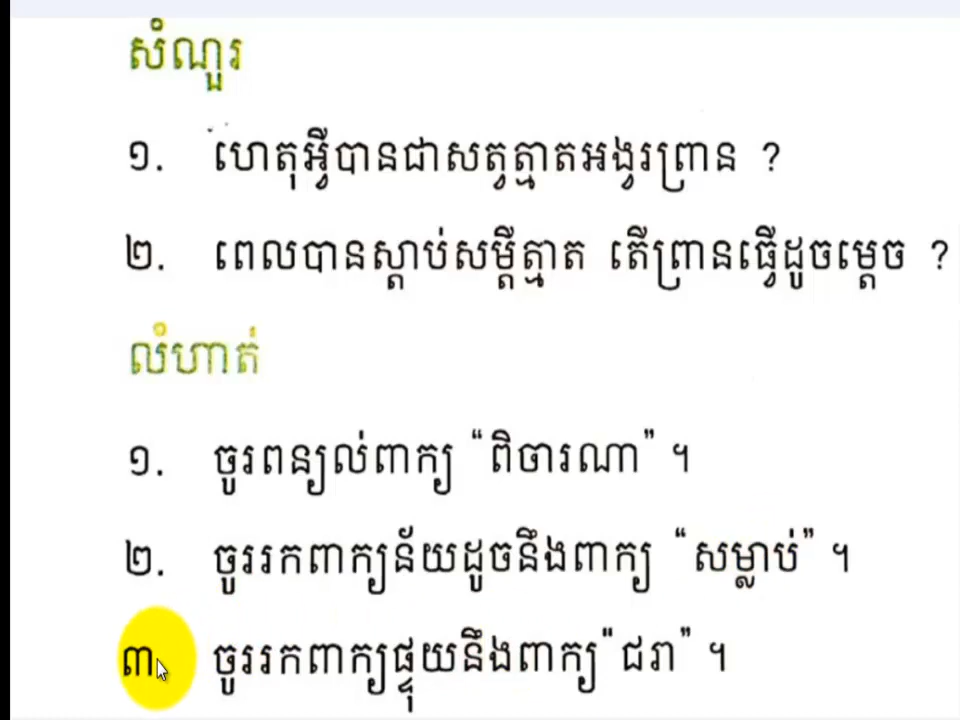 សំណួរ
១. ហេតុអ្វីបានជាសត្វត្មាតអង្វរព្រាន ?
២. ពេលបានស្ដាប់សម្ដីត្មាត តើព្រានធ្វើដូចម្ដេច ?
លំហាត់
១. ចូរពន្យល់ពាក្យ “ពិចារណា” ។
២. ចូររកពាក្យន័យដូចនឹងពាក្យ “សម្លាប់” ។
៣. ចូររកពាក្យផ្ទុយនឹងពាក្យ “ជរា” ។